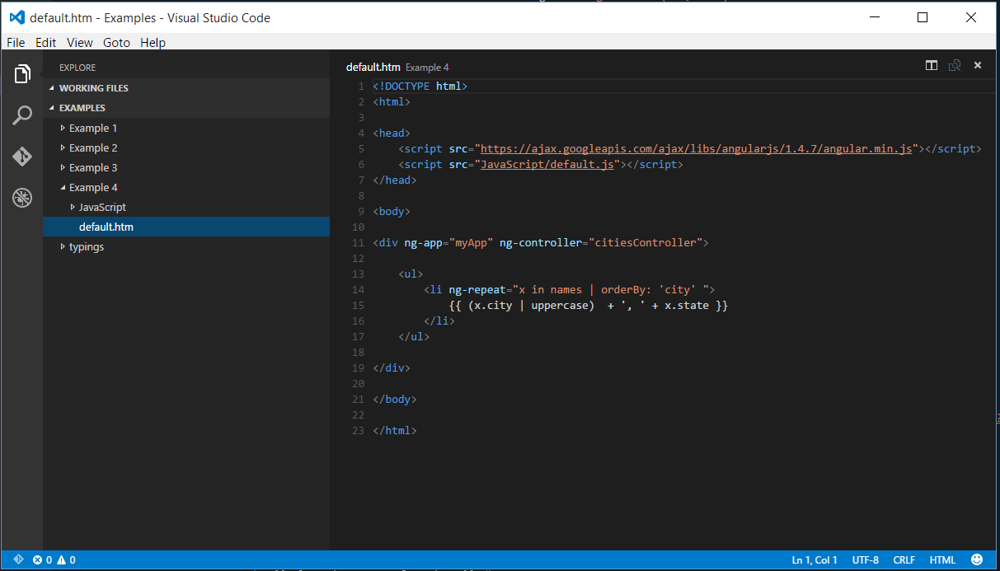 default.htm - Examples - Visual Studio Code
File Edit View Goto Help
EXPLORE
WORKING FILES
EXAMPLES
Example 1
Example 2
Example 3
Example 4
JavaScript
default.htm
typings
default.htm Example 4
1 <!DOCTYPE html>
2 <html>
3
4 <head>
5     <script src="https://ajax.googleapis.com/ajax/libs/angularjs/1.4.7/angular.min.js"></script>
6     <script src="JavaScript/default.js"></script>
7 </head>
8
9 <body>
10
11 <div ng-app="myApp" ng-controller="citiesController">
12
13     <ul>
14         <li ng-repeat="x in names | orderBy: 'city' ">
15             {{ (x.city | uppercase)  + ', ' + x.state }}
16         </li>
17     </ul>
18
19 </div>
20
21 </body>
22
23 </html>
0 0 Ln 1, Col 1 UTF-8 CRLF HTML